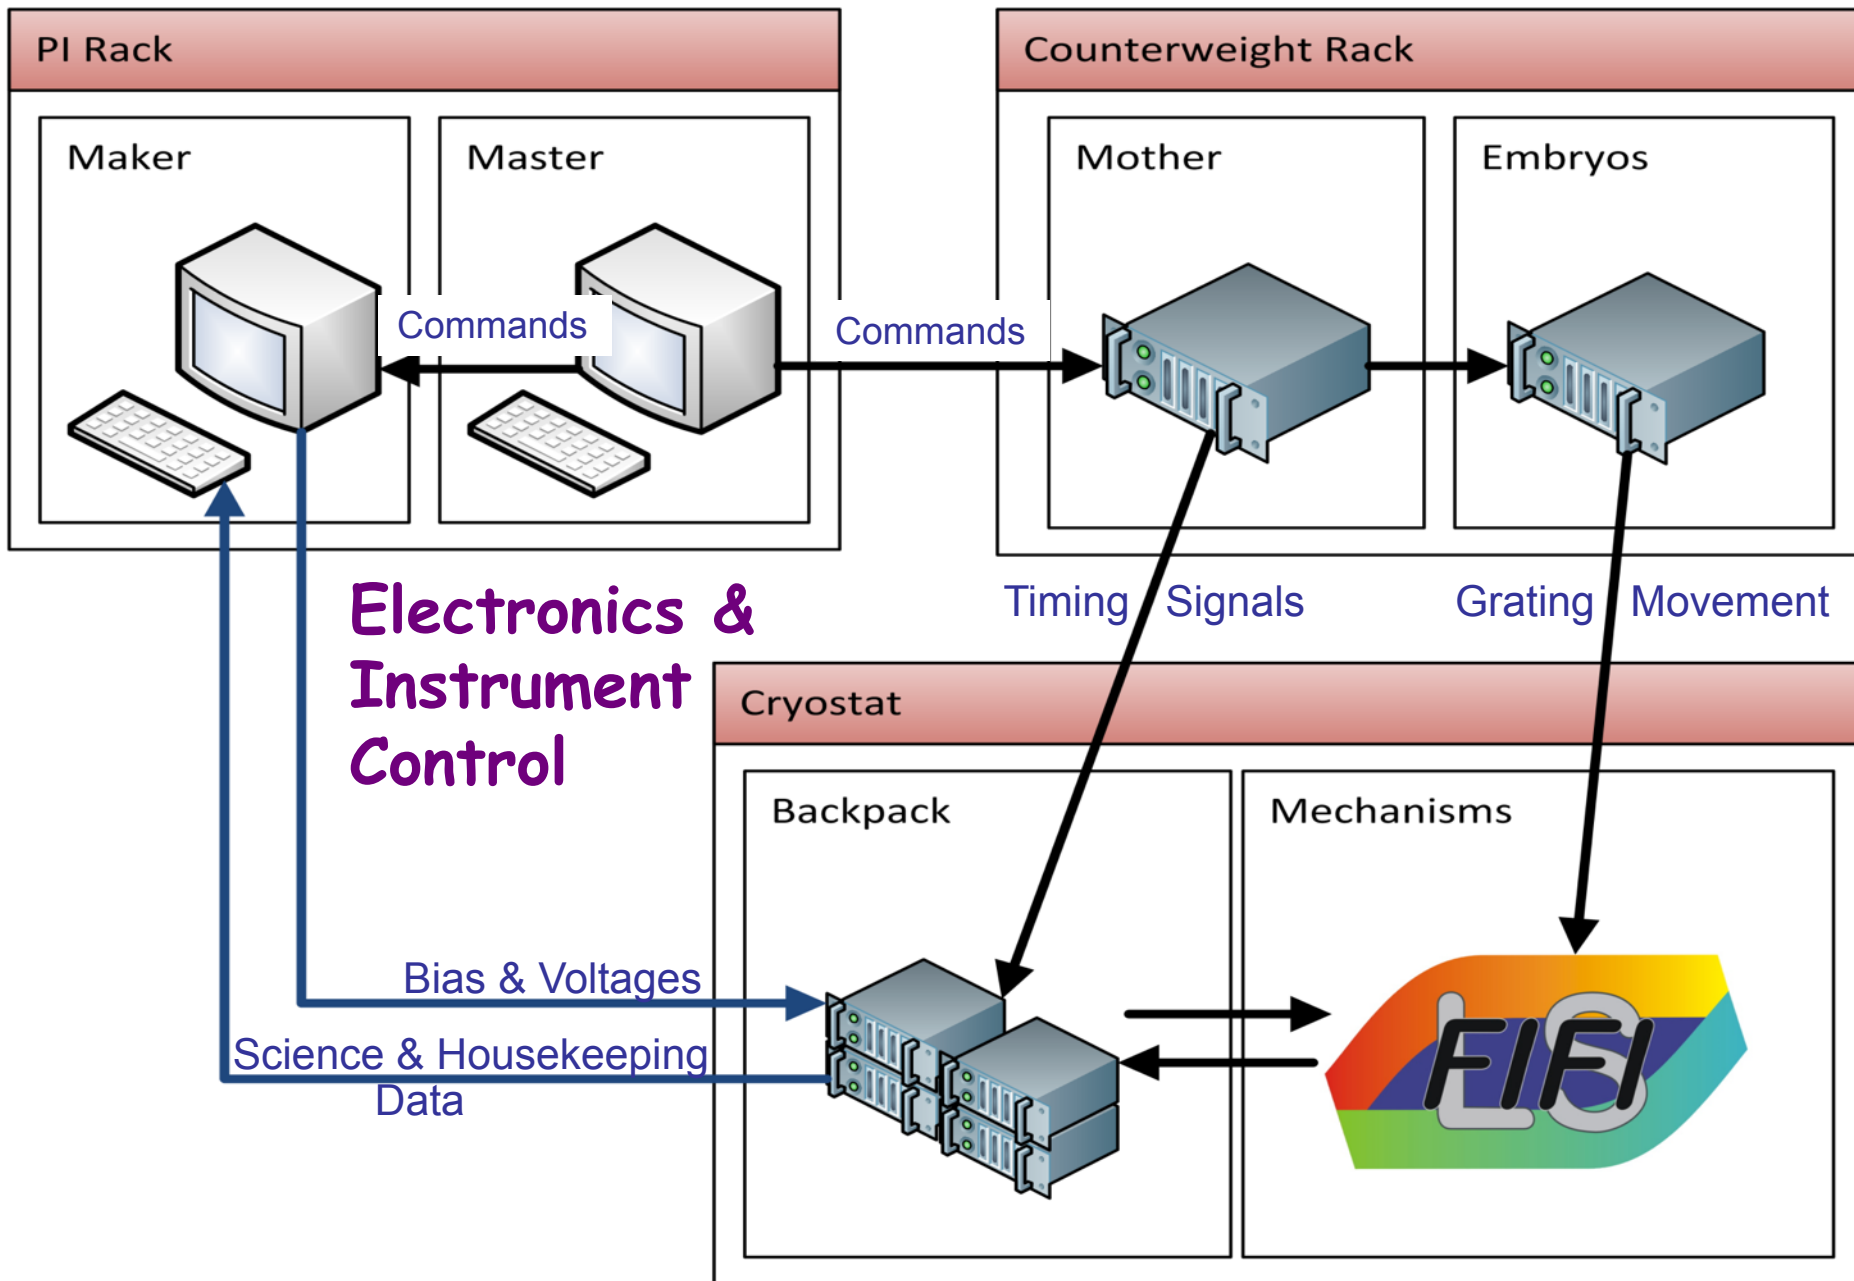 PI Rack
Counterweight Rack
Maker
Master
Mother
Embryos
Commands
Commands
Electronics &
Instrument
Control
Timing Signals
Grating Movement
Cryostat
Backpack
Mechanisms
Bias & Voltages
Science & Housekeeping
Data
FIFI
LS